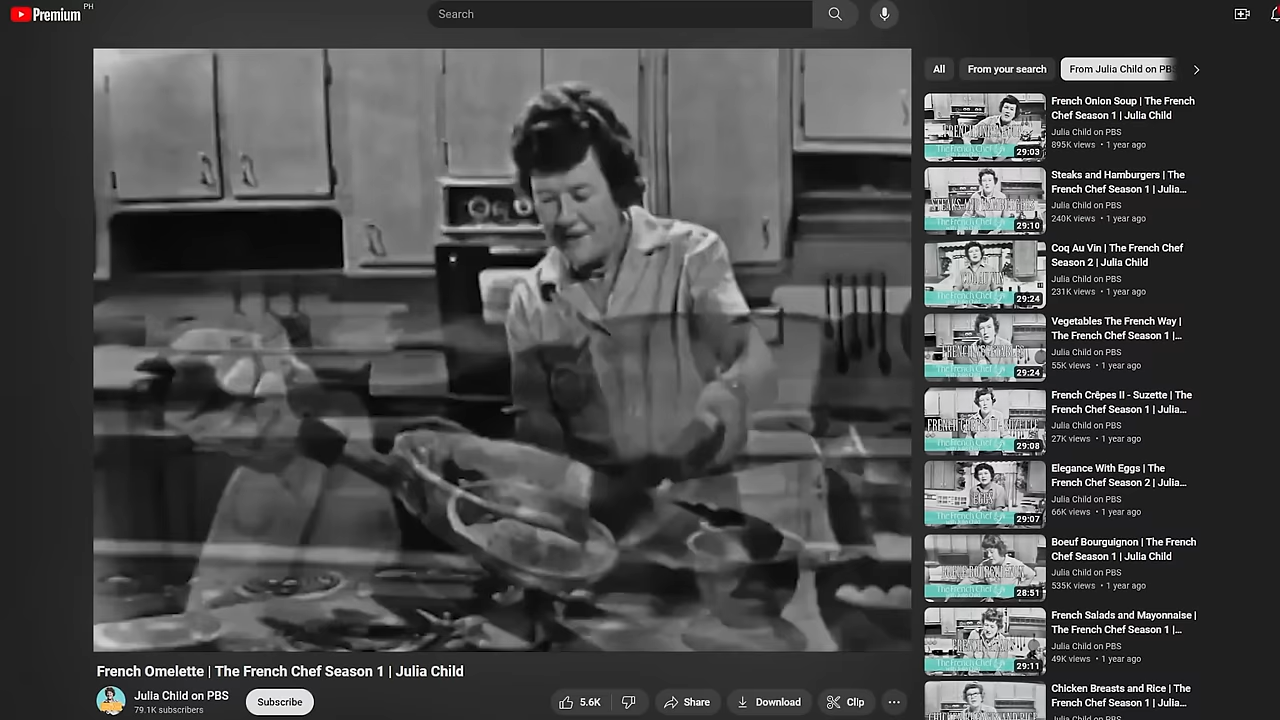 Premium PH
Search
All
From your search
From Julia Child on PBS
French Onion Soup | The French
Chef Season 1 | Julia Child
Julia Child on PBS
895K views • 1 year ago
29:03
Steaks and Hamburgers | The
French Chef Season 1 | Julia...
Julia Child on PBS
240K views • 1 year ago
29:10
Coq Au Vin | The French Chef
Season 2 | Julia Child
Julia Child on PBS
231K views • 1 year ago
29:24
Vegetables The French Way |
The French Chef Season 1 |...
Julia Child on PBS
55K views • 1 year ago
29:24
French Crêpes II - Suzette | The
French Chef Season 1 | Julia...
Julia Child on PBS
27K views • 1 year ago
29:08
Elegance With Eggs | The
French Chef Season 2 | Julia...
Julia Child on PBS
66K views • 1 year ago
29:07
Boeuf Bourguignon | The French
Chef Season 1 | Julia Child
Julia Child on PBS
535K views • 1 year ago
28:51
French Salads and Mayonnaise |
The French Chef Season 1 |...
Julia Child on PBS
49K views • 1 year ago
29:11
Chicken Breasts and Rice | The
French Chef Season 1 | Julia...
French Omelette | The French Chef Season 1 | Julia Child
Julia Child on PBS
79.1K subscribers
Subscribe
5.6K
Share
Download
Clip